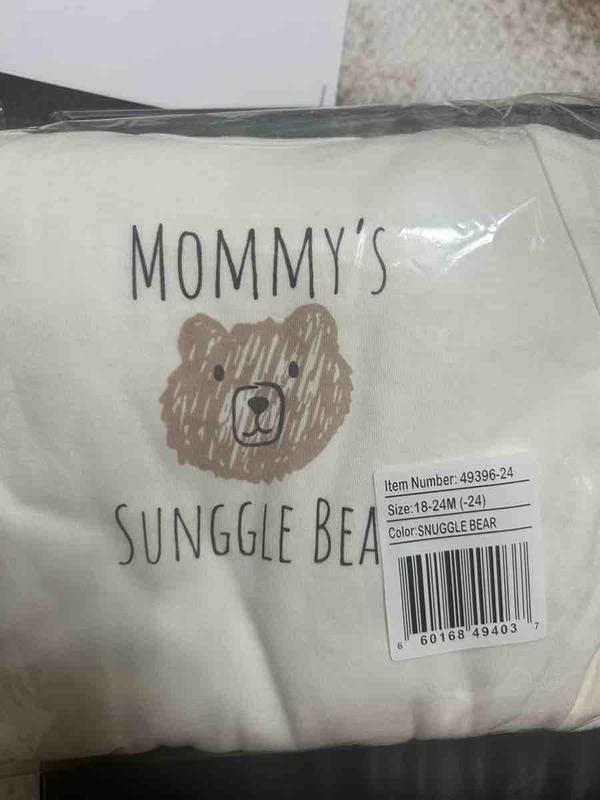 MOMMY'S
SUNGGLE BEA
Item Number: 49396-24
Size:18-24M (-24)
Color:SNUGGLE BEAR
6 60168 49403 7